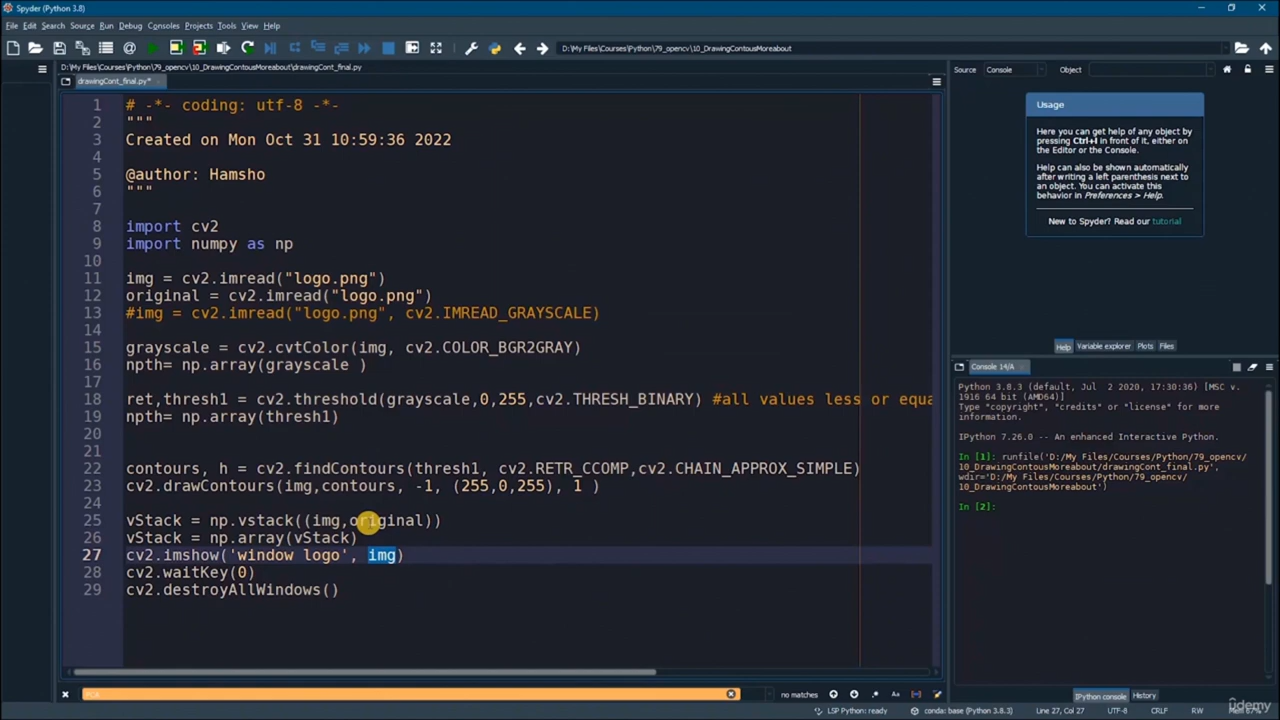 Spyder (Python 3.8)
File Edit Search Source Run Debug Consoles Projects Tools View Help
D:\My Files\Courses\Python\79_opencv\10_DrawingContousMoreabout
D:\My Files\Courses\Python\79_opencv\10_DrawingContousMoreabout\drawingCont_final.py
drawingCont_final.py*
1 # -*- coding: utf-8 -*-
2 """
3 Created on Mon Oct 31 10:59:36 2022
4
5 @author: Hamsho
6 """
7
8 import cv2
9 import numpy as np
10
11 img = cv2.imread("logo.png")
12 original = cv2.imread("logo.png")
13 #img = cv2.imread("logo.png", cv2.IMREAD_GRAYSCALE)
14
15 grayscale = cv2.cvtColor(img, cv2.COLOR_BGR2GRAY)
16 npth= np.array(grayscale )
17
18 ret,thresh1 = cv2.threshold(grayscale,0,255,cv2.THRESH_BINARY) #all values less or equa
19 npth= np.array(thresh1)
20
21
22 contours, h = cv2.findContours(thresh1, cv2.RETR_CCOMP,cv2.CHAIN_APPROX_SIMPLE)
23 cv2.drawContours(img,contours, -1, (255,0,255), 1 )
24
25 vStack = np.vstack((img,original))
26 vStack = np.array(vStack)
27 cv2.imshow('window logo', img)
28 cv2.waitKey(0)
29 cv2.destroyAllWindows()
no matches
Source Console Object
Usage
Here you can get help of any object by
pressing Ctrl+I in front of it, either on
the Editor or the Console.
Help can also be shown automatically
after writing a left parenthesis next to
an object. You can activate this
behavior in Preferences > Help.
New to Spyder? Read our tutorial
Help Variable explorer Plots Files
Console 14/A
Python 3.8.3 (default, Jul 2 2020, 17:30:36) [MSC v.
1916 64 bit (AMD64)]
Type "copyright", "credits" or "license" for more
information.
IPython 7.26.0 -- An enhanced Interactive Python.
In [1]: runfile('D:/My Files/Courses/Python/79_opencv/
10_DrawingContousMoreabout/drawingCont_final.py',
wdir='D:/My Files/Courses/Python/79_opencv/
10_DrawingContousMoreabout')
In [2]:
IPython console History
LSP Python: ready conda: base (Python 3.8.3) Line 27, Col 27 UTF-8 CRLF RW
udemy